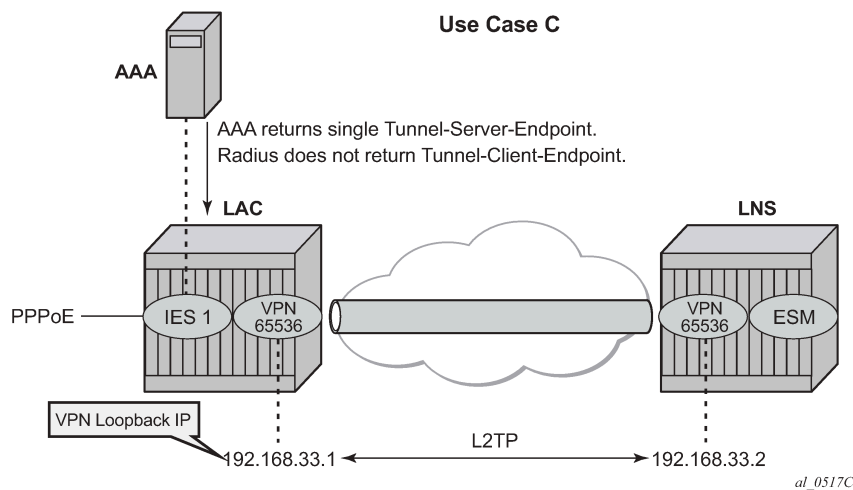 Use Case C
AAA
AAA returns single Tunnel-Server-Endpoint.
Radius does not return Tunnel-Client-Endpoint.
LAC
LNS
PPPoE
IES 1
VPN
65536
VPN
65536
ESM
VPN Loopback IP
L2TP
192.168.33.1
192.168.33.2
al_0517C